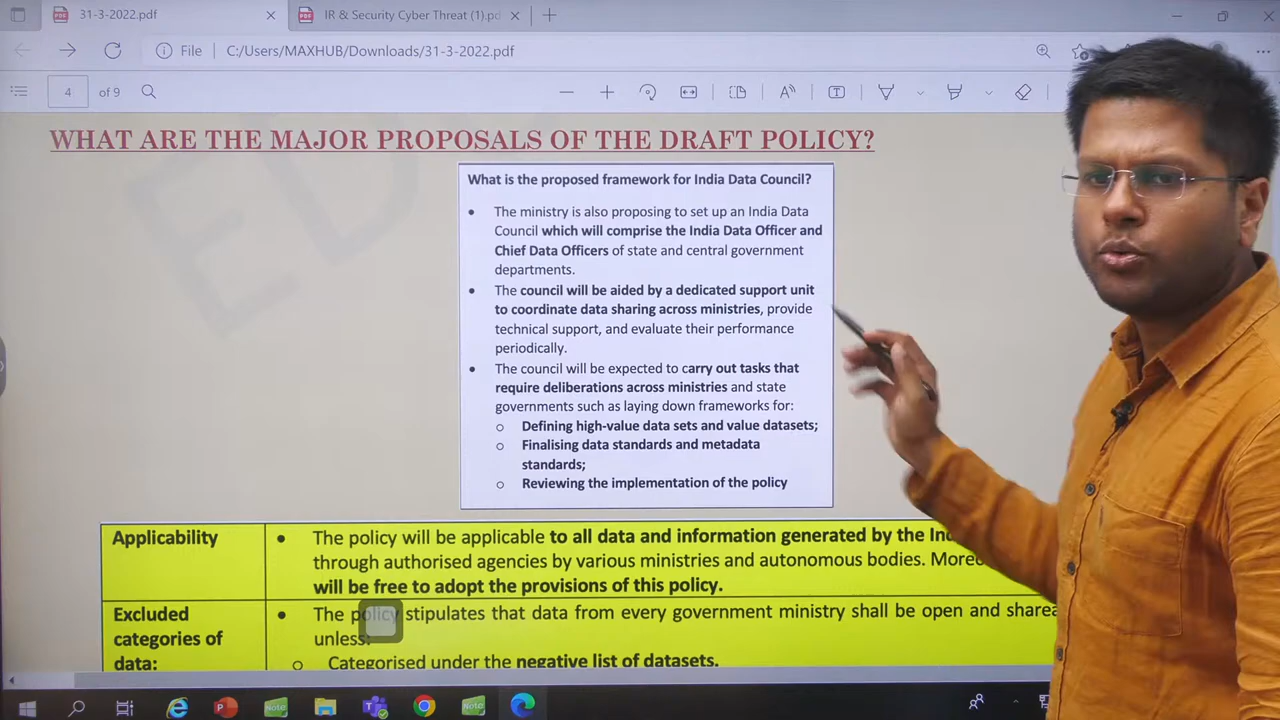 31-3-2022.pdf
IR & Security Cyber Threat (1).pd
File
C:/Users/MAXHUB/Downloads/31-3-2022.pdf
4 of 9
WHAT ARE THE MAJOR PROPOSALS OF THE DRAFT POLICY?
What is the proposed framework for India Data Council?
• The ministry is also proposing to set up an India Data
Council which will comprise the India Data Officer and
Chief Data Officers of state and central government
departments.
• The council will be aided by a dedicated support unit
to coordinate data sharing across ministries, provide
technical support, and evaluate their performance
periodically.
• The council will be expected to carry out tasks that
require deliberations across ministries and state
governments such as laying down frameworks for:
o Defining high-value data sets and value datasets;
o Finalising data standards and metadata
standards;
o Reviewing the implementation of the policy
Applicability
• The policy will be applicable to all data and information generated by the
through authorised agencies by various ministries and autonomous bodies.
will be free to adopt the provisions of this policy.
Excluded
categories of
data:
• The policy stipulates that data from every government ministry shall be open and
unless:
o Categorised under the negative list of datasets.